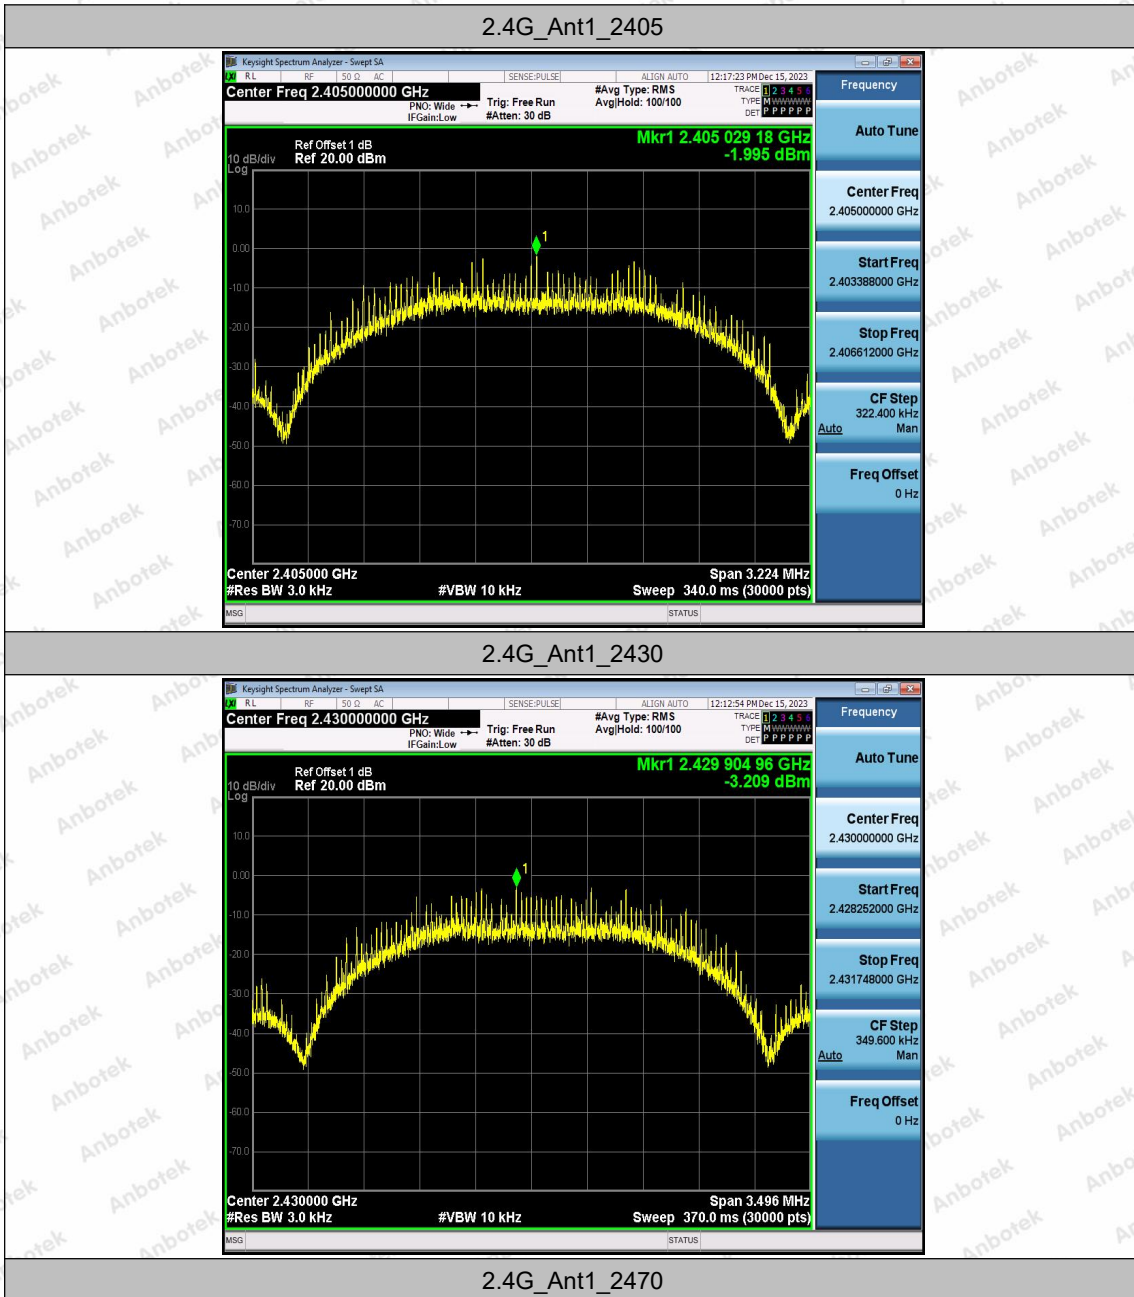 2.4G_Ant1_2405
Keysight Spectrum Analyzer - Swept SA
LXI RL RF 50 Ω AC SENSE:PULSE ALIGN AUTO 12:17:23 PM Dec 15, 2023
Center Freq 2.405000000 GHz
PNO: Wide
IFGain:Low
Trig: Free Run
#Atten: 30 dB
#Avg Type: RMS
Avg|Hold: 100/100
TRACE 1 2 3 4 5 6
TYPE M WWWWW
DET P P P P P P
Ref Offset 1 dB
10 dB/div Ref 20.00 dBm
Log
Mkr1 2.405 029 18 GHz
-1.995 dBm
1
10.0
0.00
-10.0
-20.0
-30.0
-40.0
-50.0
-60.0
-70.0
Center 2.405000 GHz Span 3.224 MHz
#Res BW 3.0 kHz #VBW 10 kHz Sweep 340.0 ms (30000 pts)
MSG STATUS
Frequency
Auto Tune
Center Freq
2.405000000 GHz
Start Freq
2.403388000 GHz
Stop Freq
2.406612000 GHz
CF Step
322.400 kHz
Auto Man
Freq Offset
0 Hz
2.4G_Ant1_2430
Keysight Spectrum Analyzer - Swept SA
LXI RL RF 50 Ω AC SENSE:PULSE ALIGN AUTO 12:12:54 PM Dec 15, 2023
Center Freq 2.430000000 GHz
PNO: Wide
IFGain:Low
Trig: Free Run
#Atten: 30 dB
#Avg Type: RMS
Avg|Hold: 100/100
TRACE 1 2 3 4 5 6
TYPE M WWWWW
DET P P P P P P
Ref Offset 1 dB
10 dB/div Ref 20.00 dBm
Log
Mkr1 2.429 904 96 GHz
-3.209 dBm
1
10.0
0.00
-10.0
-20.0
-30.0
-40.0
-50.0
-60.0
-70.0
Center 2.430000 GHz Span 3.496 MHz
#Res BW 3.0 kHz #VBW 10 kHz Sweep 370.0 ms (30000 pts)
MSG STATUS
Frequency
Auto Tune
Center Freq
2.430000000 GHz
Start Freq
2.428252000 GHz
Stop Freq
2.431748000 GHz
CF Step
349.600 kHz
Auto Man
Freq Offset
0 Hz
2.4G_Ant1_2470